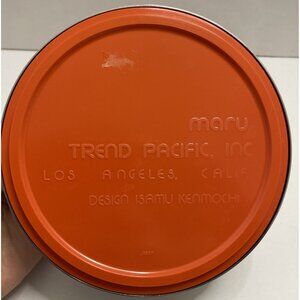 maru
TREND PACIFIC, INC
LOS ANGELES, CALIF
DESIGN ISAMU KENMOCHI